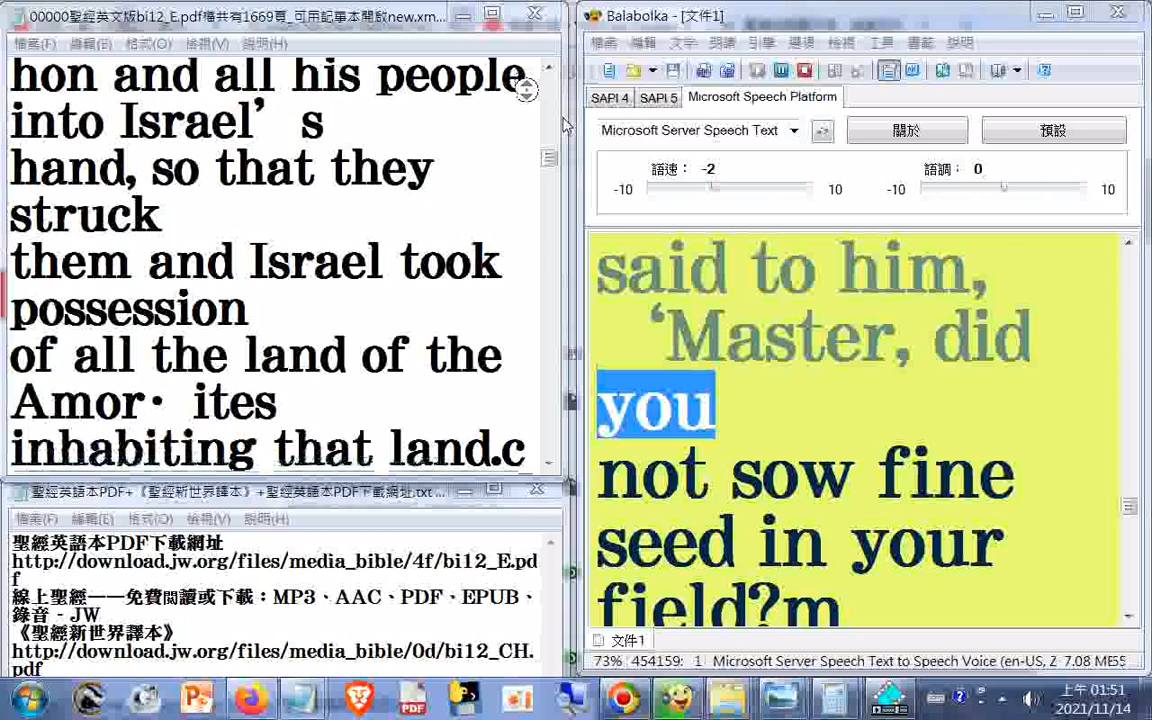 00000聖經英文版bi12_E.pdf檔共有1669頁_可用記事本開啟new.xm...
檔案(F) 編輯(E) 格式(O) 檢視(V) 說明(H)
hon and all his people
into Israel’ s
hand, so that they
struck
them and Israel took
possession
of all the land of the
Amor· ites
inhabiting that land.c
聖經英語本PDF+《聖經新世界譯本》+聖經英語本PDF下載網址.txt ...
檔案(F) 編輯(E) 格式(O) 檢視(V) 說明(H)
聖經英語本PDF下載網址
http://download.jw.org/files/media_bible/4f/bi12_E.pd
f
線上聖經——免費閱讀或下載：MP3、AAC、PDF、EPUB、
錄音 - JW
《聖經新世界譯本》
http://download.jw.org/files/media_bible/0d/bi12_CH.
pdf
Balabolka - [文件1]
檔案 編輯 文字 朗讀 引擎 選項 檢視 工具 書籤 說明
SAPI 4 SAPI 5 Microsoft Speech Platform
Microsoft Server Speech Text 關於 預設
語速： -2 語調： 0
-10 10 -10 10
said to him,
‘Master, did
you
not sow fine
seed in your
field?m
文件1
73% 454159: 1 Microsoft Server Speech Text to Speech Voice (en-US, Z 7.08 ME55
PDF
上午 01:51
2021/11/14